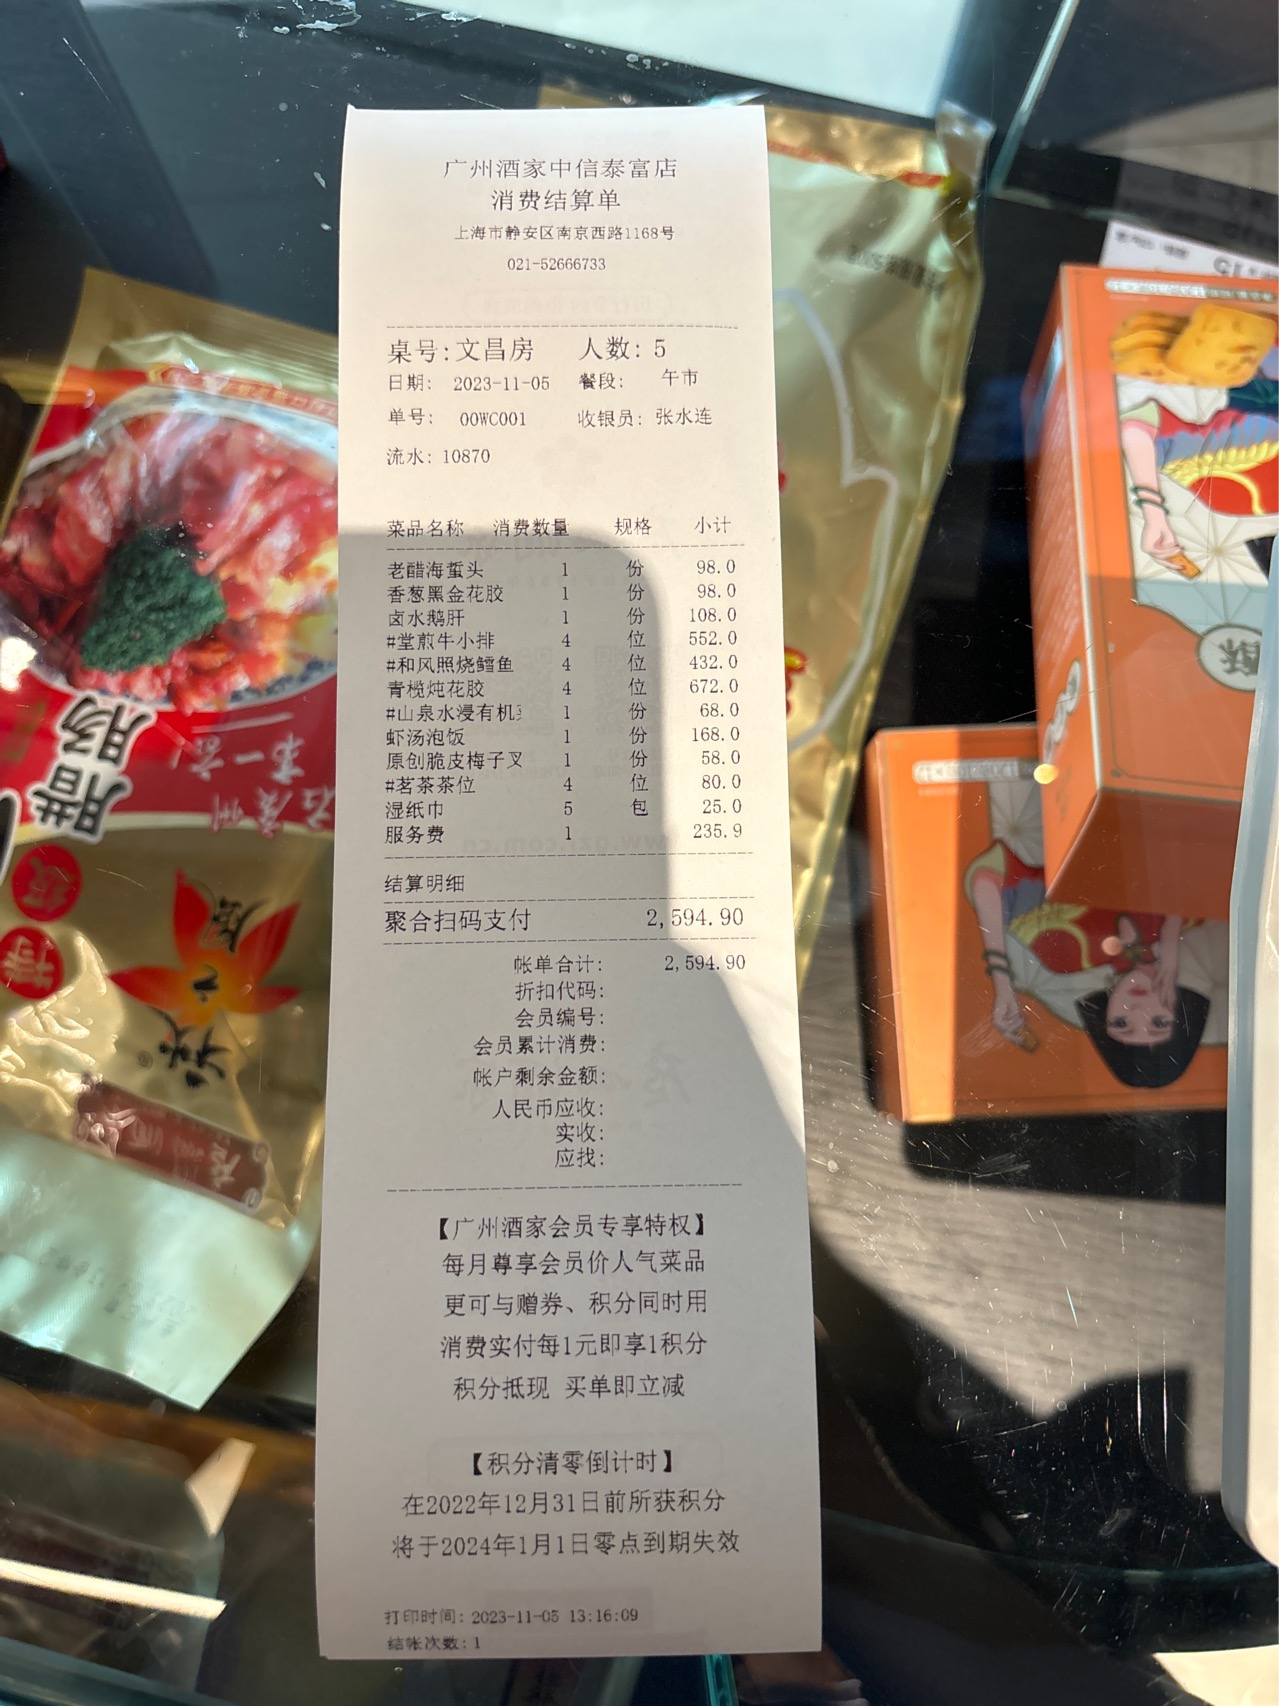 广州酒家中信泰富店
消费结算单
上海市静安区南京西路1168号
021-52666733
桌号:文昌房 人数: 5
日期: 2023-11-05 餐段: 午市
单号: 00WC001 收银员: 张水连
流水: 10870
菜品名称 消费数量 规格 小计
老醋海蜇头 1 份 98.0
香葱黑金花胶 1 份 98.0
卤水鹅肝 1 份 108.0
#堂煎牛小排 4 位 552.0
#和风照烧鳕鱼 4 位 432.0
青榄炖花胶 4 位 672.0
#山泉水浸有机 1 份 68.0
虾汤泡饭 1 份 168.0
原创脆皮梅子叉 1 份 58.0
#茗茶茶位 4 位 80.0
湿纸巾 5 包 25.0
服务费 1 235.9
结算明细
聚合扫码支付 2,594.90
帐单合计: 2,594.90
折扣代码:
会员编号:
会员累计消费:
帐户剩余金额:
人民币应收:
实收:
应找:
【广州酒家会员专享特权】
每月尊享会员价人气菜品
更可与赠券、积分同时用
消费实付每1元即享1积分
积分抵现 买单即立减
【积分清零倒计时】
在2022年12月31日前所获积分
将于2024年1月1日零点到期失效
打印时间: 2023-11-05 13:16:09
结帐次数: 1
腊肠
秋之风